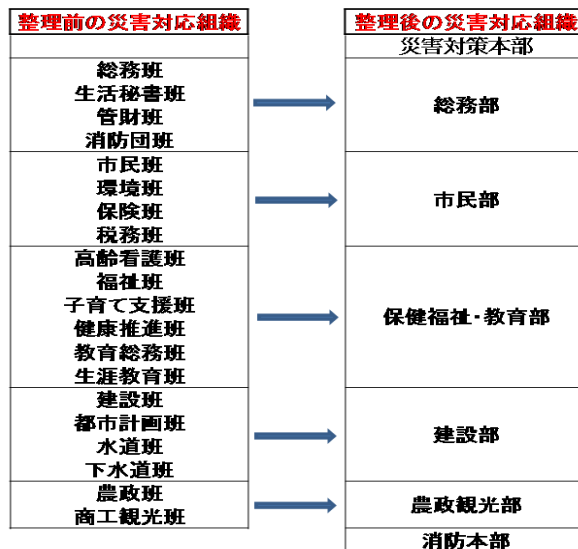 整理前の災害対応組織
整理後の災害対応組織
災害対策本部
総務班
生活秘書班
管財班
消防団班
総務部
市民班
環境班
保険班
税務班
市民部
高齢看護班
福祉班
子育て支援班
健康推進班
教育総務班
生涯教育班
保健福祉・教育部
建設班
都市計画班
水道班
下水道班
建設部
農政班
商工観光班
農政観光部
消防本部